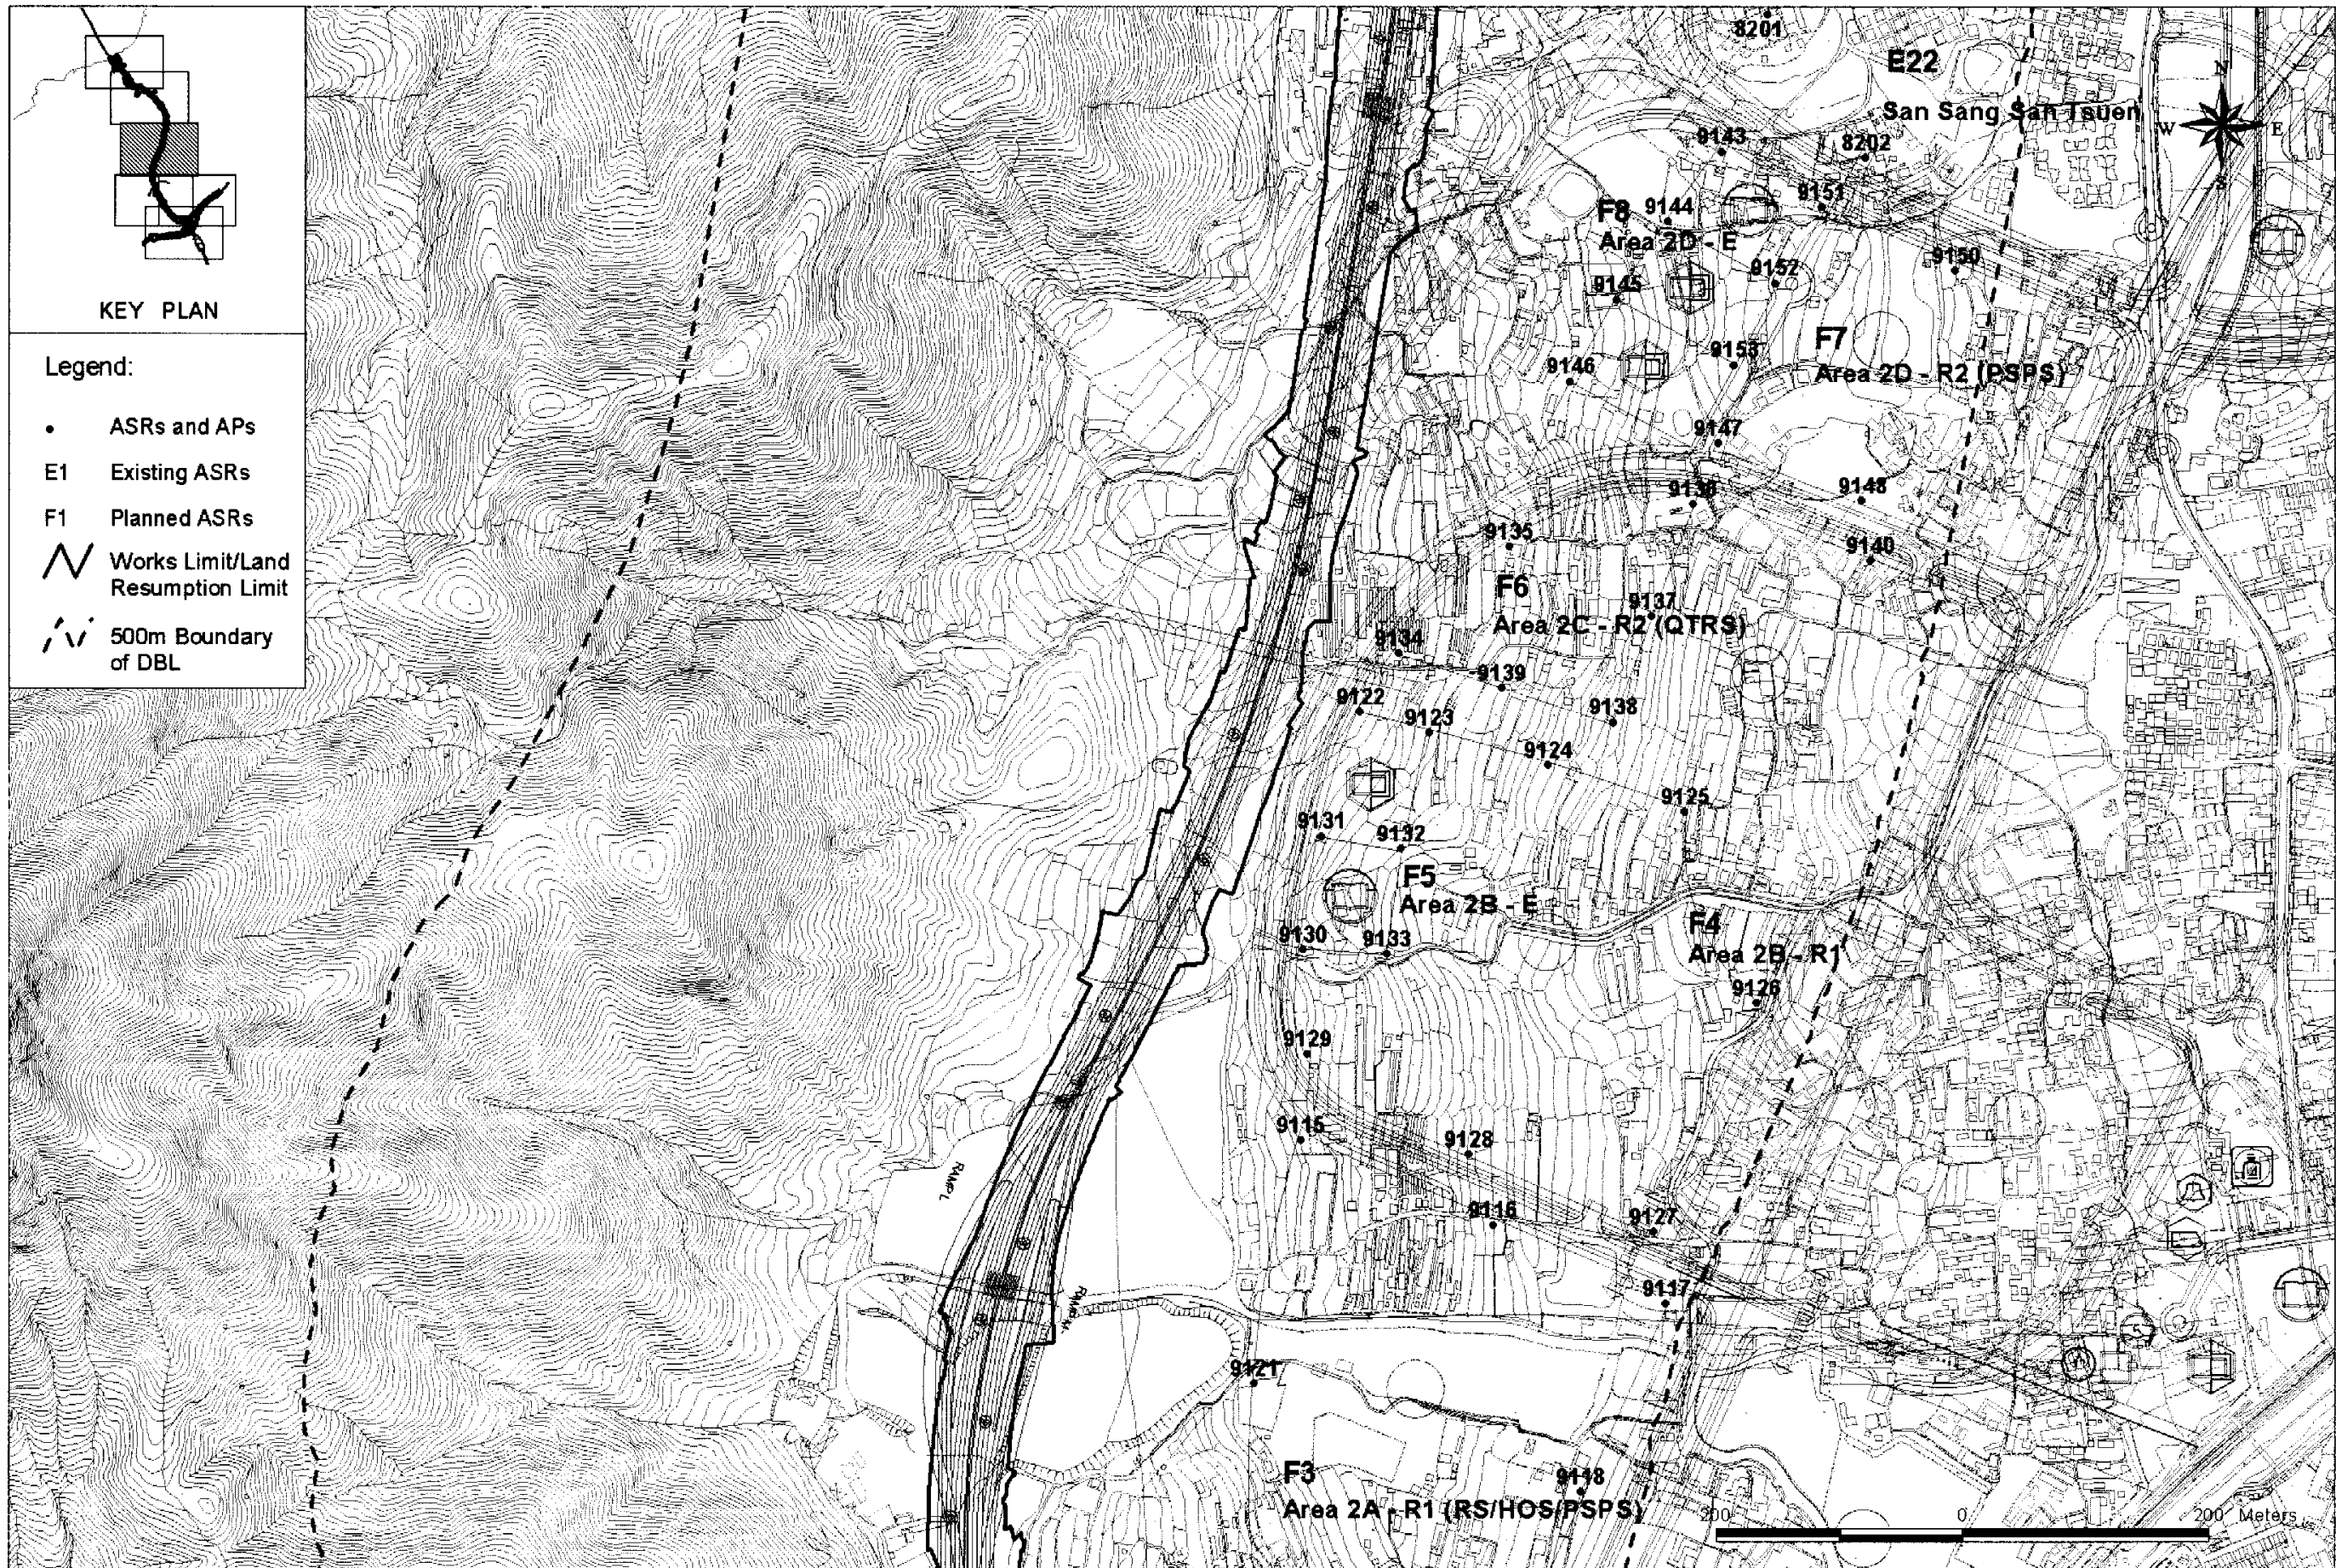 KEY PLAN
Legend:
ASRs and APs
E1 Existing ASRs
F1 Planned ASRs
Works Limit/Land
Resumption Limit
500m Boundary
of DBL
8201
E22
San Sang San Tsuen
N
W
E
S
9143
8202
9151
F8
9144
Area 2D - E
9150
9152
9145
F7
9153
9146
Area 2D - R2 (PSPS)
9147
9148
9136
9135
9140
F6
9137
Area 2C - R2 (QTRS)
9134
9139
9122
9138
9123
9124
9125
9131
9132
F5
Area 2B - E
F4
9130
9133
Area 2B - R1
9126
9129
9115
9128
RAMP L
9116
9127
9117
RAMP M
9121
F3
9118
Area 2A - R1 (RS/HOS/PSPS)
200 0 200 Meters